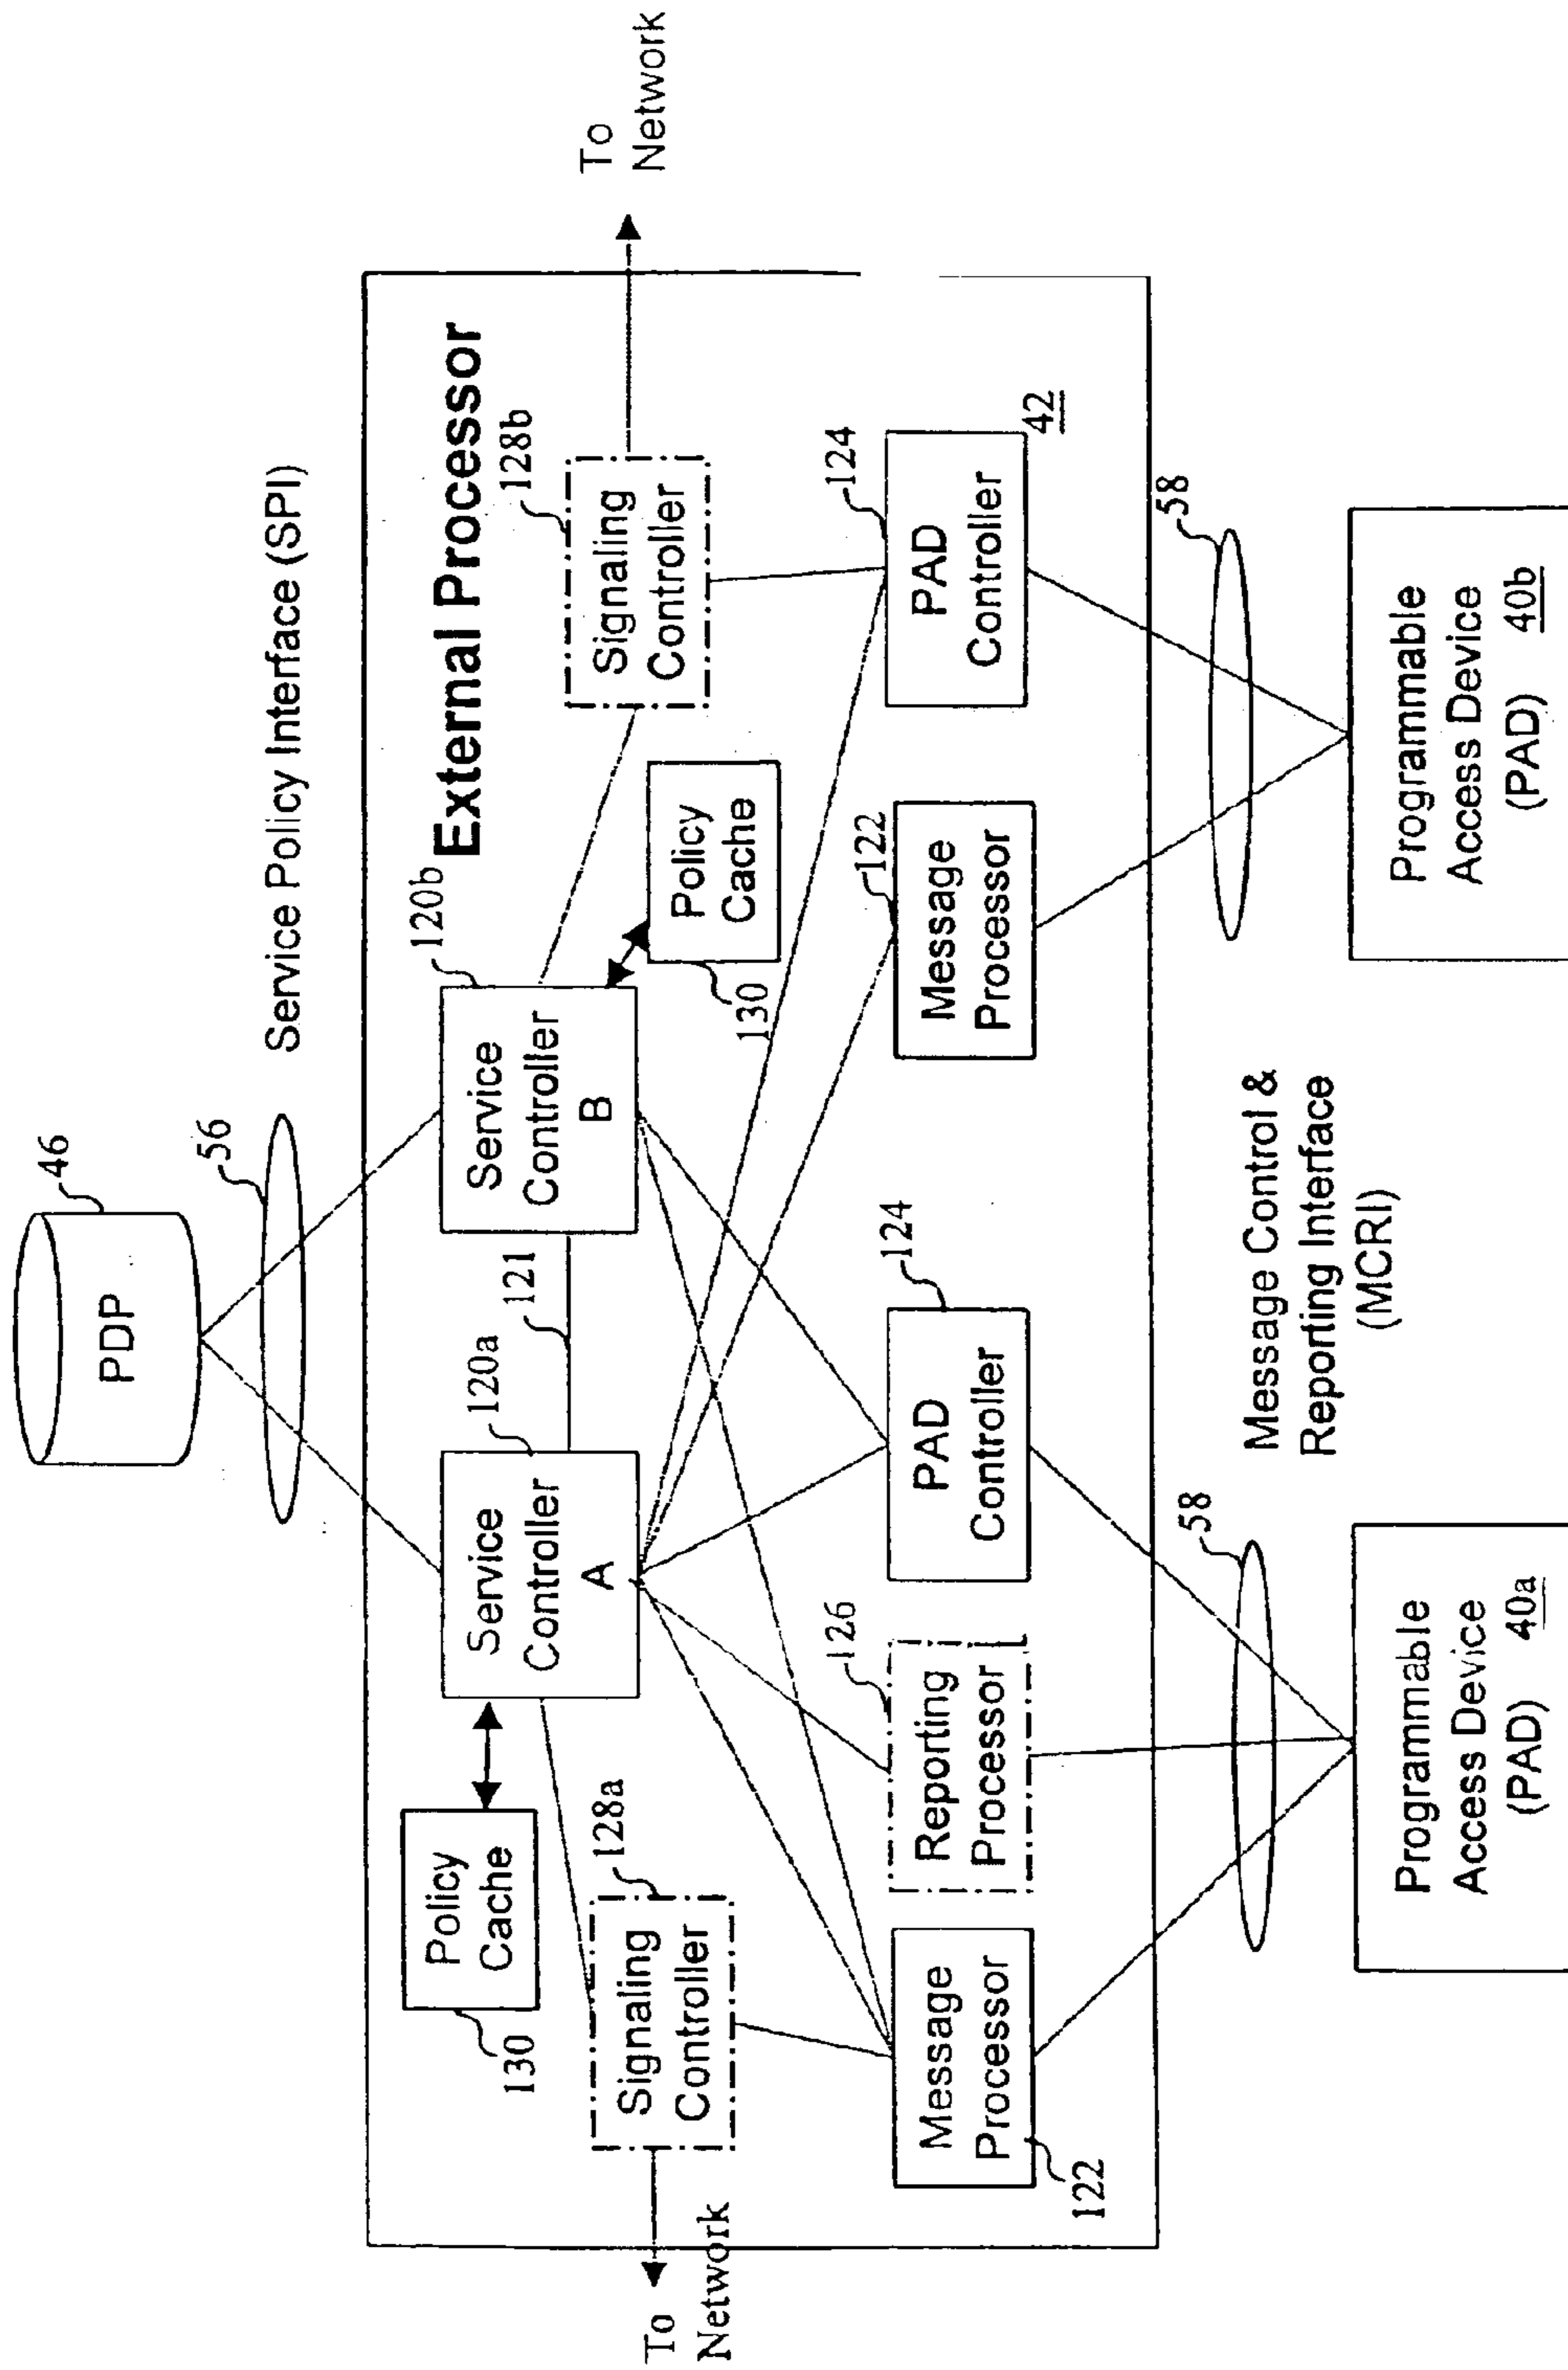 46
PDP
56
Service Policy Interface (SPI)
External Processor
Policy
Cache
130
Service
Controller
A
120a
121
Service
Controller
B
120b
Policy
Cache
130
Signaling
Controller
128a
To
Network
Signaling
Controller
128b
To
Network
Message
Processor
122
Reporting
Processor
126
PAD
Controller
124
Message
Processor
122
PAD
Controller
124
42
58
Message Control &
Reporting Interface
(MCRI)
58
Programmable
Access Device
(PAD) 40a
Programmable
Access Device
(PAD) 40b